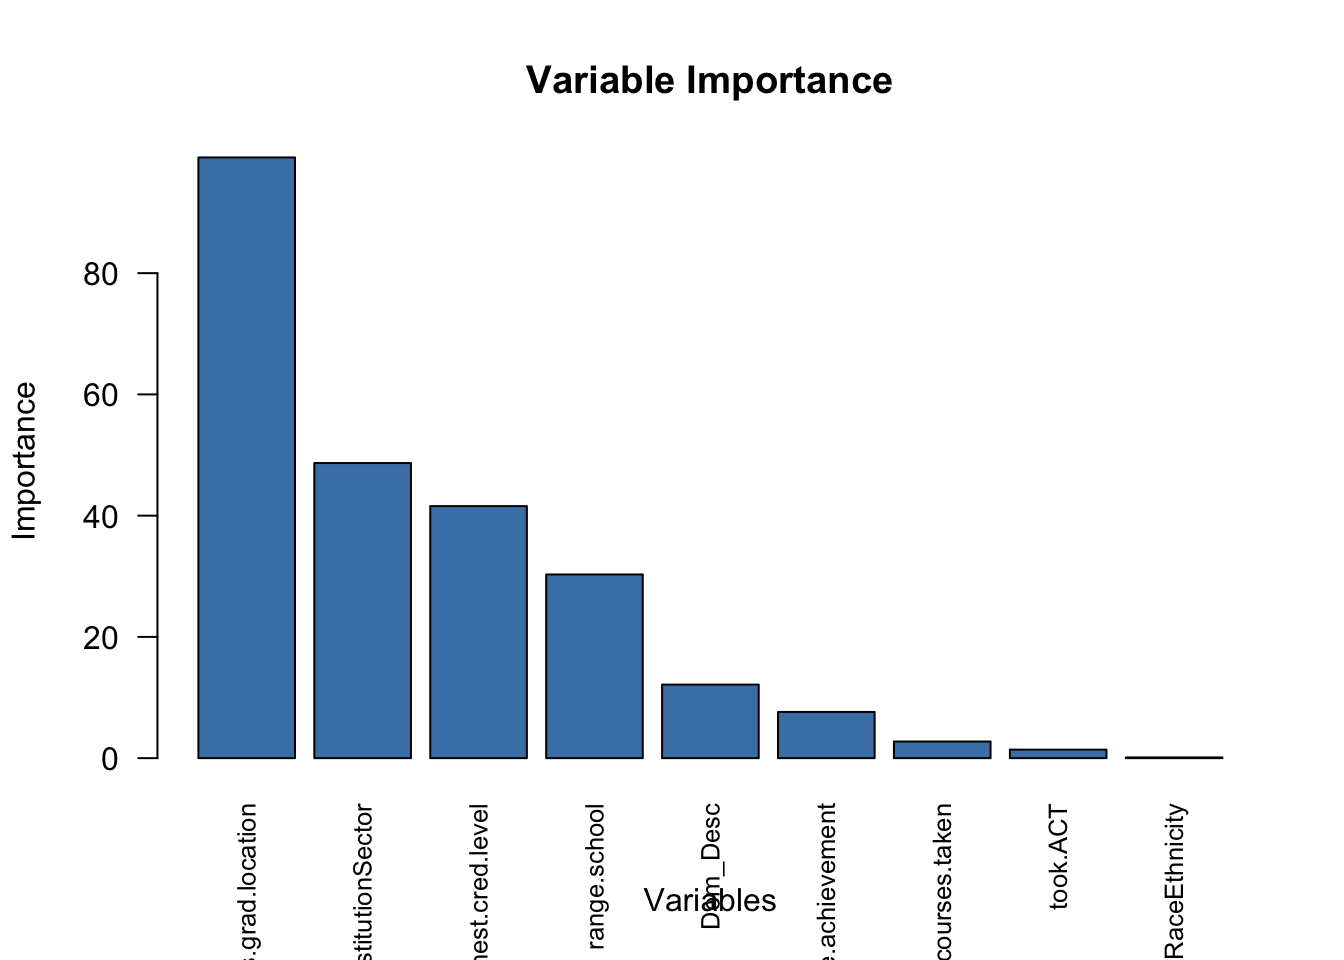 Variable Importance
Importance
80
60
40
20
0
s.grad.location
stitutionSector
nest.cred.level
range.school
Dam_Desc
e.achievement
courses.taken
took.ACT
RaceEthnicity
Variables